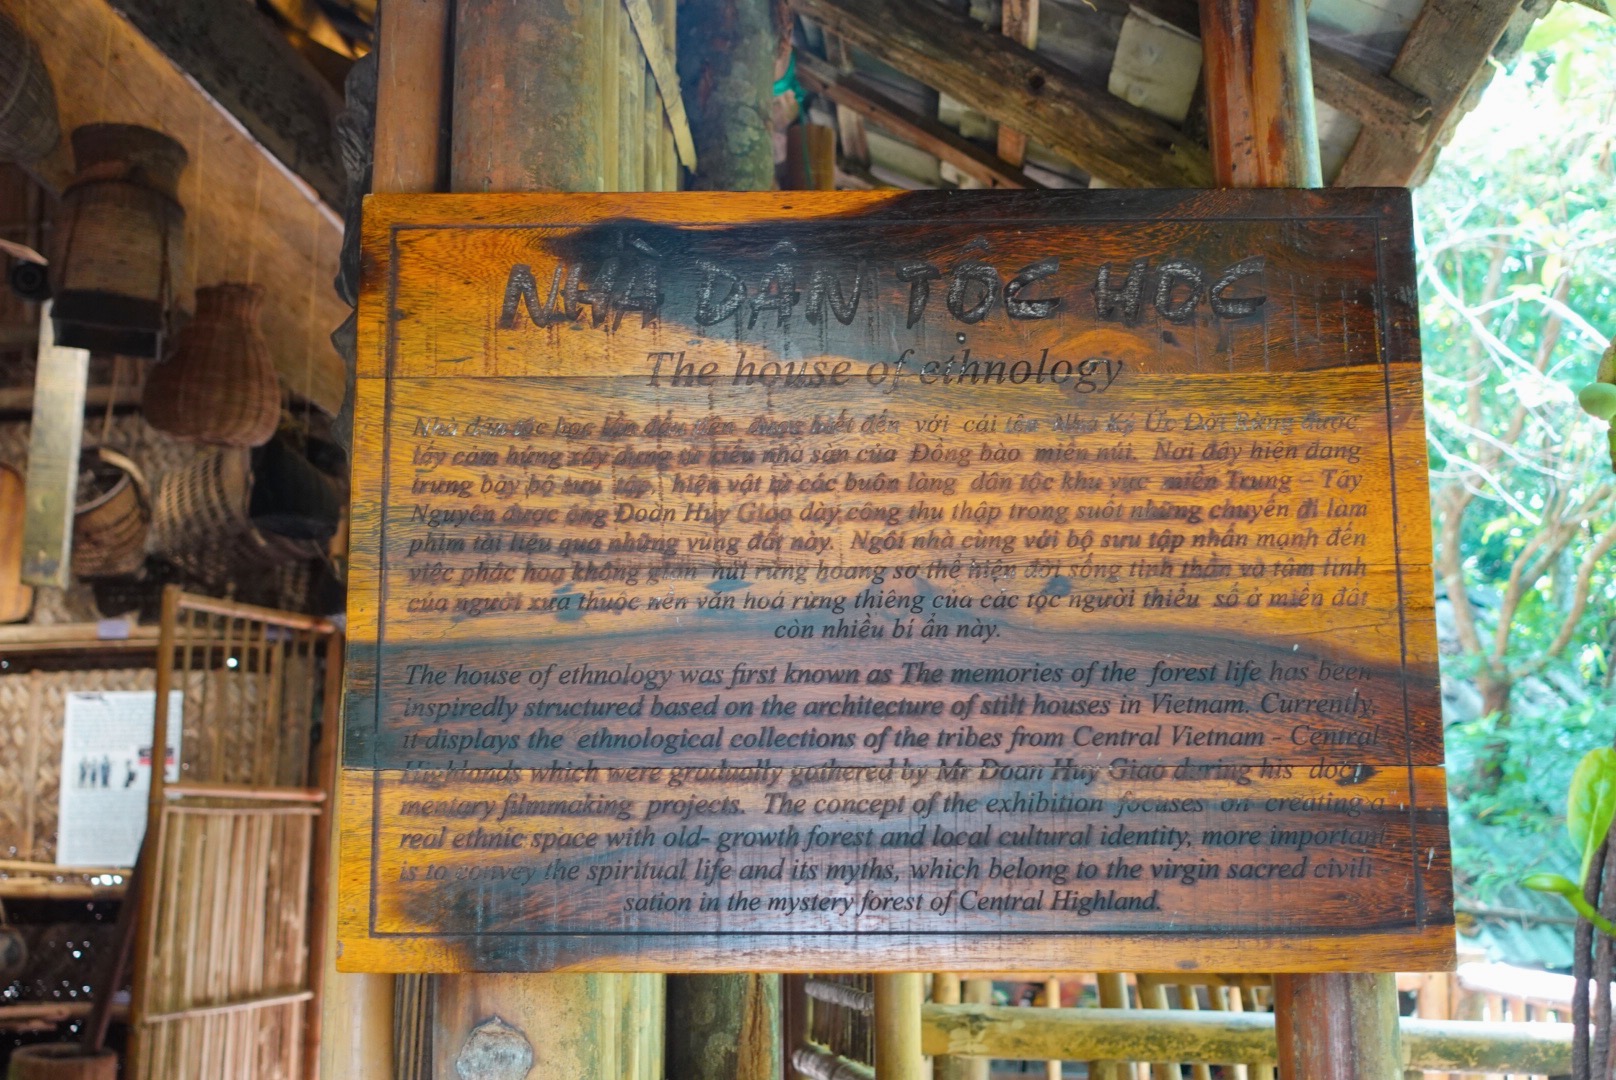 NHÀ DÂN TỘC HỌC
The house of ethnology
Nhà dân tộc học lần đầu tiên được biết đến với cái tên Nhà Ký Ức Đời Rừng được
lấy cảm hứng xây dựng từ kiểu nhà sàn của Đồng bào miền núi. Nơi đây hiện đang
trưng bày bộ sưu tập, hiện vật từ các buôn làng dân tộc khu vực miền Trung – Tây
Nguyên được ông Đoàn Huy Giao dày công thu thập trong suốt những chuyến đi làm
phim tài liệu qua những vùng đất này. Ngôi nhà cùng với bộ sưu tập nhấn mạnh đến
việc phác hoạ không gian núi rừng hoang sơ thể hiện đời sống tinh thần và tâm linh
của người xưa thuộc nền văn hoá rừng thiêng của các tộc người thiểu số ở miền đất
còn nhiều bí ẩn này.
The house of ethnology was first known as The memories of the forest life has been
inspiredly structured based on the architecture of stilt houses in Vietnam. Currently,
it displays the ethnological collections of the tribes from Central Vietnam - Central
Highlands which were gradually gathered by Mr Doan Huy Giao during his docu
mentary filmmaking projects. The concept of the exhibition focuses on creating a
real ethnic space with old- growth forest and local cultural identity, more important
is to convey the spiritual life and its myths, which belong to the virgin sacred civili
sation in the mystery forest of Central Highland.